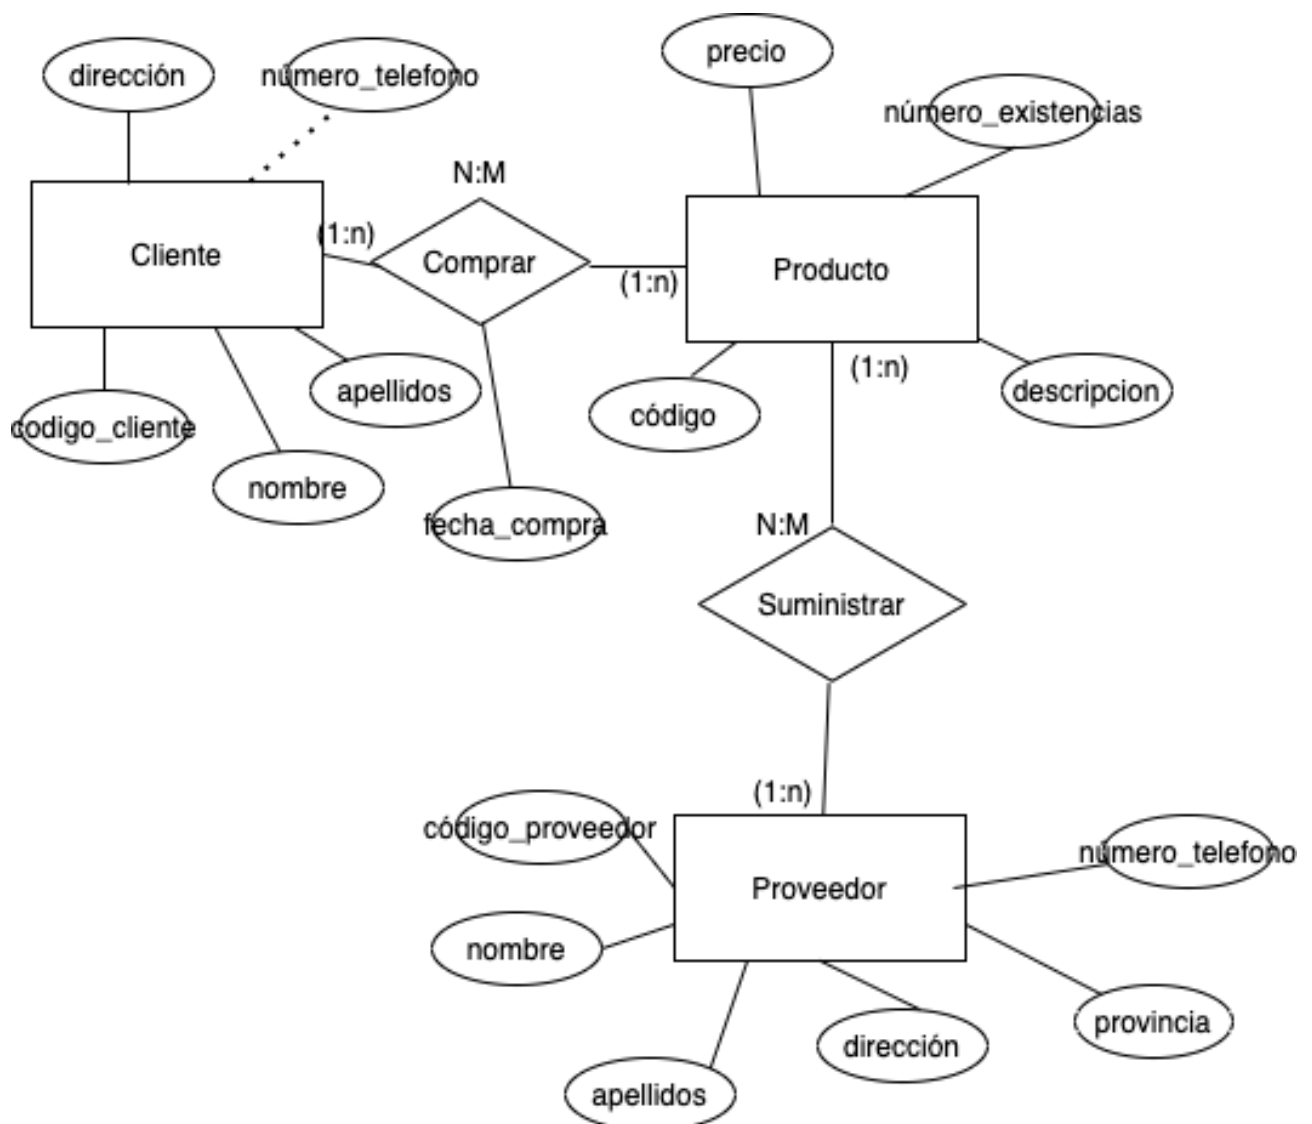 precio
dirección
número_telefono
número_existencias
N:M
Cliente
(1:n)
Comprar
(1:n)
Producto
(1:n)
apellidos
código
descripcion
codigo_cliente
nombre
fecha_compra
N:M
Suministrar
(1:n)
código_proveedor
número_telefono
Proveedor
nombre
provincia
dirección
apellidos